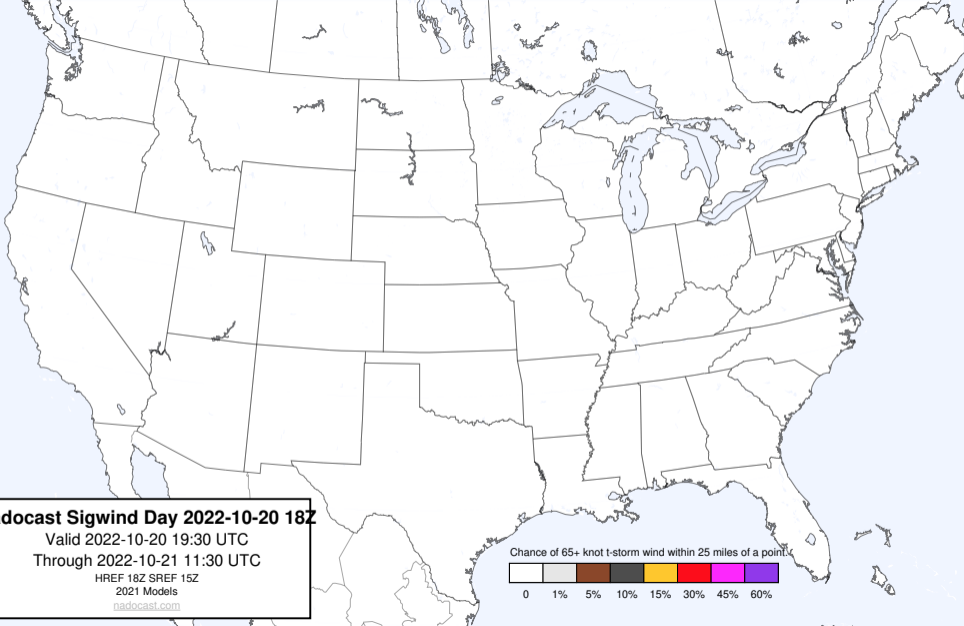 adocast Sigwind Day 2022-10-20 18Z
Valid 2022-10-20 19:30 UTC
Through 2022-10-21 11:30 UTC
HREF 18Z SREF 15Z
2021 Models
nadocast.com
Chance of 65+ knot t-storm wind within 25 miles of a point.
0 1% 5% 10% 15% 30% 45% 60%